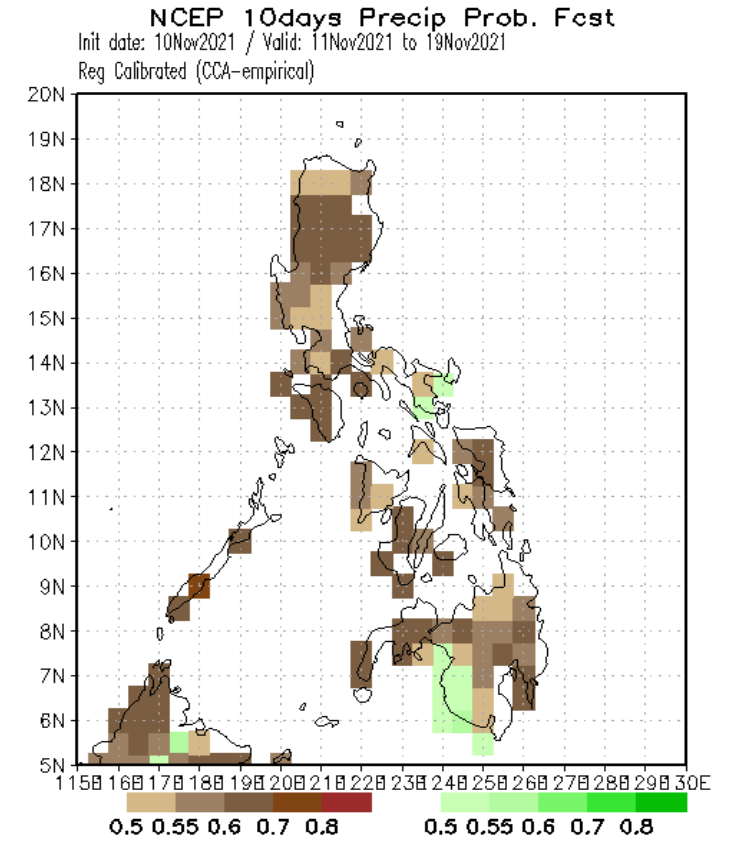 NCEP 10days Precip Prob. Fcst
Init date: 10Nov2021 / Valid: 11Nov2021 to 19Nov2021
Reg Calibrated (CCA-empirical)
20N
19N
18N
17N
16N
15N
14N
13N
12N
11N
10N
9N
8N
7N
6N
5N
115E 116E 117E 118E 119E 120E 121E 122E 123E 124E 125E 126E 127E 128E 129E 130E
0.5 0.55 0.6 0.7 0.8 0.5 0.55 0.6 0.7 0.8